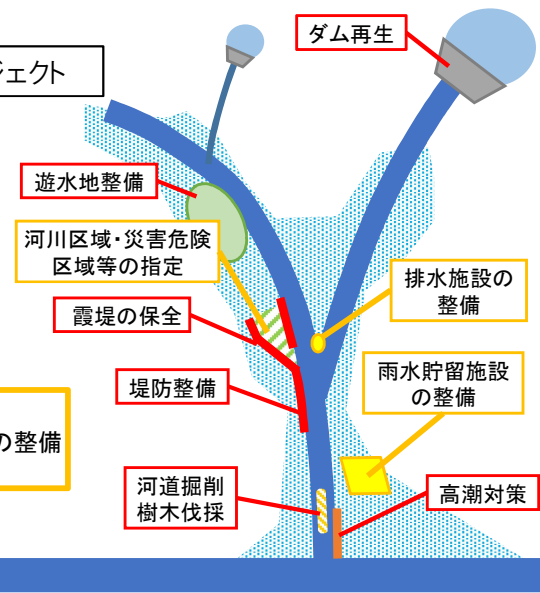 ダム再生
ジェクト
遊水地整備
河川区域・災害危険
区域等の指定
排水施設の
整備
霞堤の保全
雨水貯留施設
の整備
堤防整備
の整備
河道掘削
樹木伐採
高潮対策